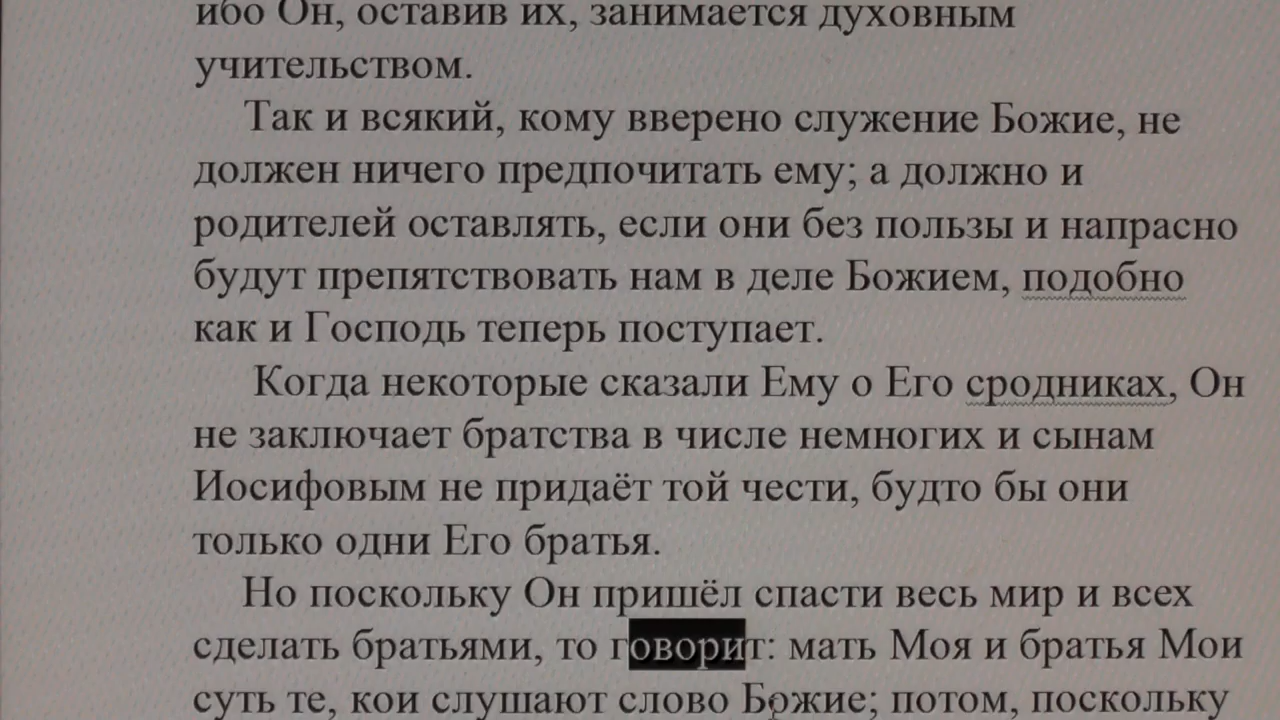 ибо Он, оставив их, занимается духовным
учительством.
Так и всякий, кому вверено служение Божие, не
должен ничего предпочитать ему; а должно и
родителей оставлять, если они без пользы и напрасно
будут препятствовать нам в деле Божием, подобно
как и Господь теперь поступает.
Когда некоторые сказали Ему о Его сродниках, Он
не заключает братства в числе немногих и сынам
Иосифовым не придаёт той чести, будто бы они
только одни Его братья.
Но поскольку Он пришёл спасти весь мир и всех
сделать братьями, то говорит: мать Моя и братья Мои
суть те, кои слушают слово Божие; потом, поскольку